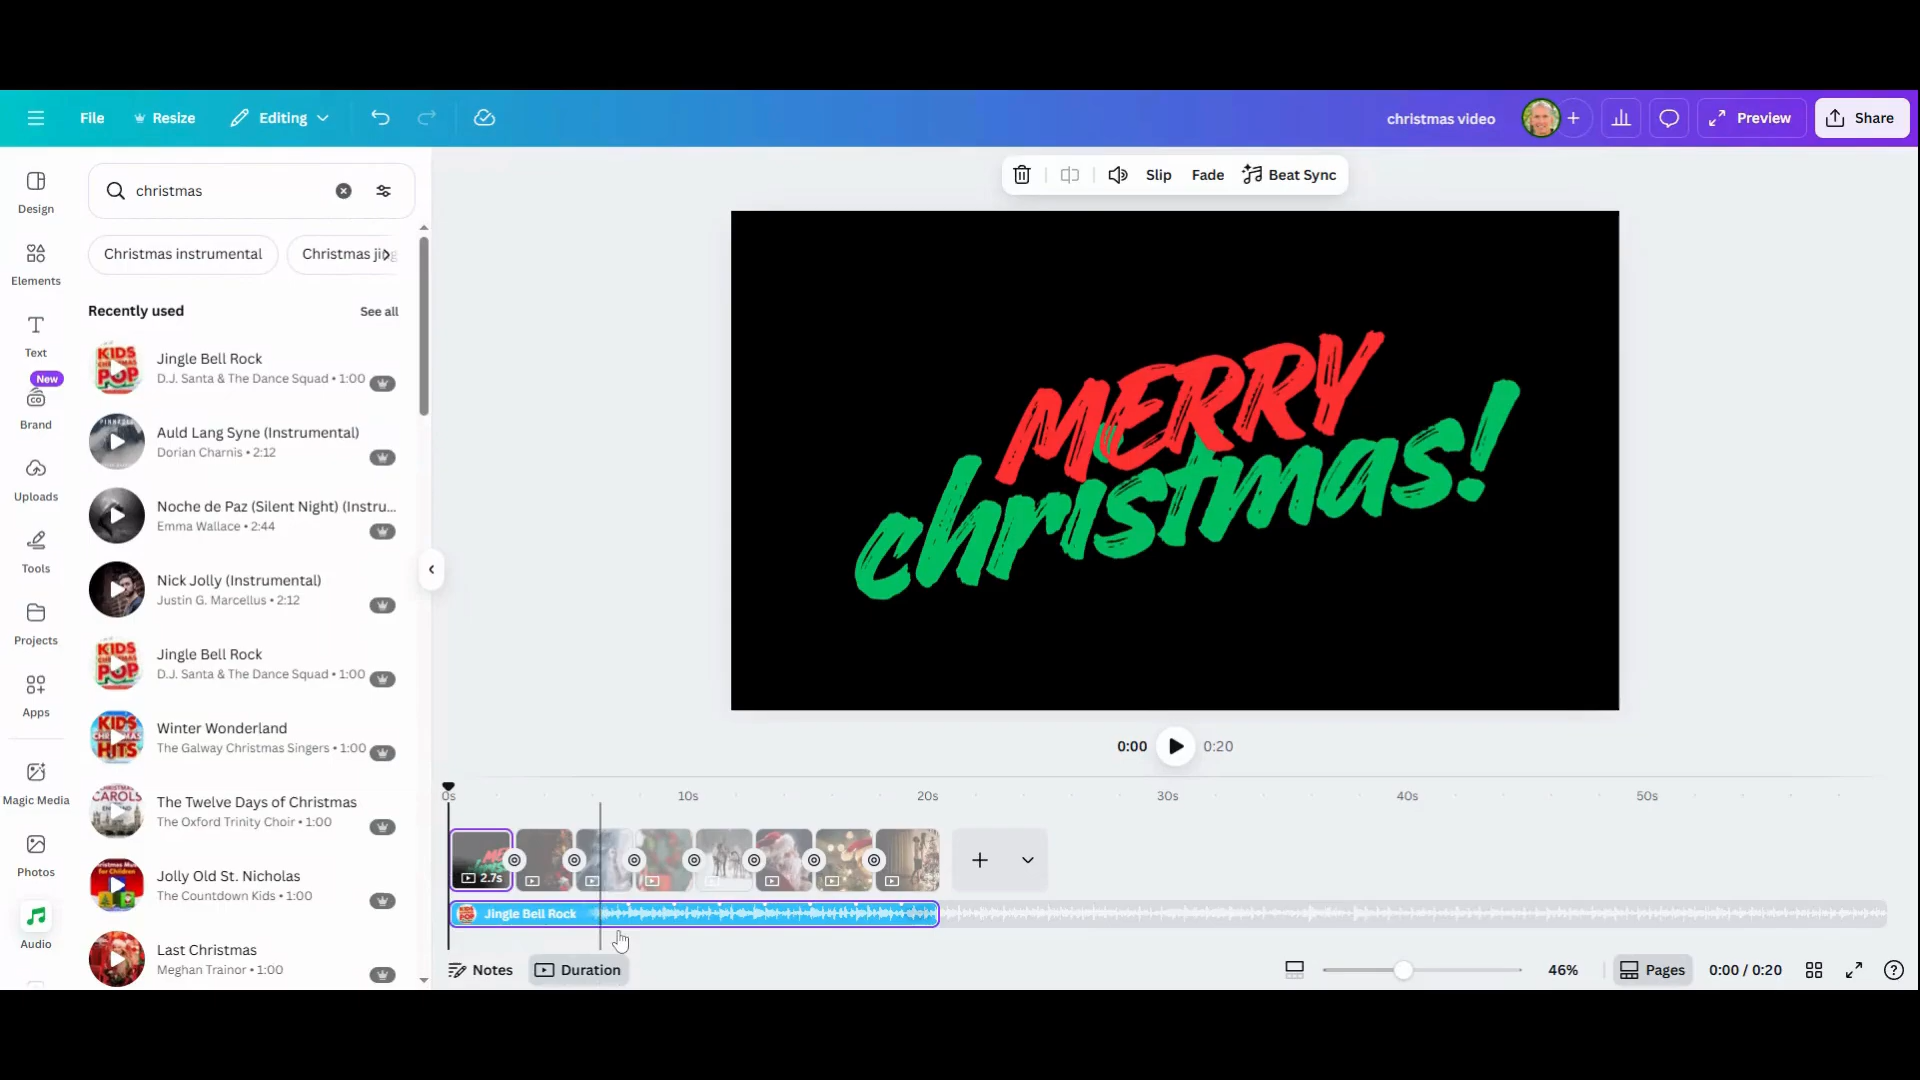 File
Resize
Editing
christmas video
Preview
Share
Design
Elements
Text
New
Brand
Uploads
Tools
Projects
Apps
Magic Media
Photos
Audio
christmas
Christmas instrumental
Christmas jing
Recently used
See all
Jingle Bell Rock
D.J. Santa & The Dance Squad • 1:00
Auld Lang Syne (Instrumental)
Dorian Charnis • 2:12
Noche de Paz (Silent Night) (Instru...
Emma Wallace • 2:44
Nick Jolly (Instrumental)
Justin G. Marcellus • 2:12
Jingle Bell Rock
D.J. Santa & The Dance Squad • 1:00
Winter Wonderland
The Galway Christmas Singers • 1:00
The Twelve Days of Christmas
The Oxford Trinity Choir • 1:00
Jolly Old St. Nicholas
The Countdown Kids • 1:00
Last Christmas
Meghan Trainor • 1:00
Slip
Fade
Beat Sync
MERRY
christmas!
0:00
0:20
0s
10s
20s
30s
40s
50s
2.7s
Jingle Bell Rock
Notes
Duration
46%
Pages
0:00 / 0:20